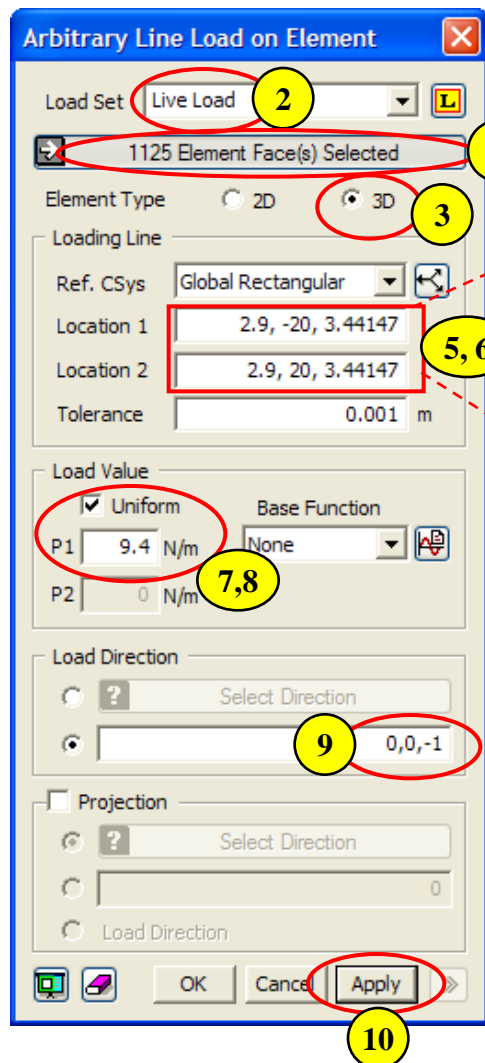 Arbitrary Line Load on Element
Load Set Live Load 2 L
1125 Element Face(s) Selected
Element Type 2D 3D 3
Loading Line
Ref. CSys Global Rectangular
Location 1 2.9, -20, 3.44147
5, 6
Location 2 2.9, 20, 3.44147
Tolerance 0.001 m
Load Value
Uniform Base Function
P1 9.4 N/m None
7,8
P2 0 N/m
Load Direction
? Select Direction
9 0,0,-1
Projection
? Select Direction
0
Load Direction
OK Cancel Apply »
10